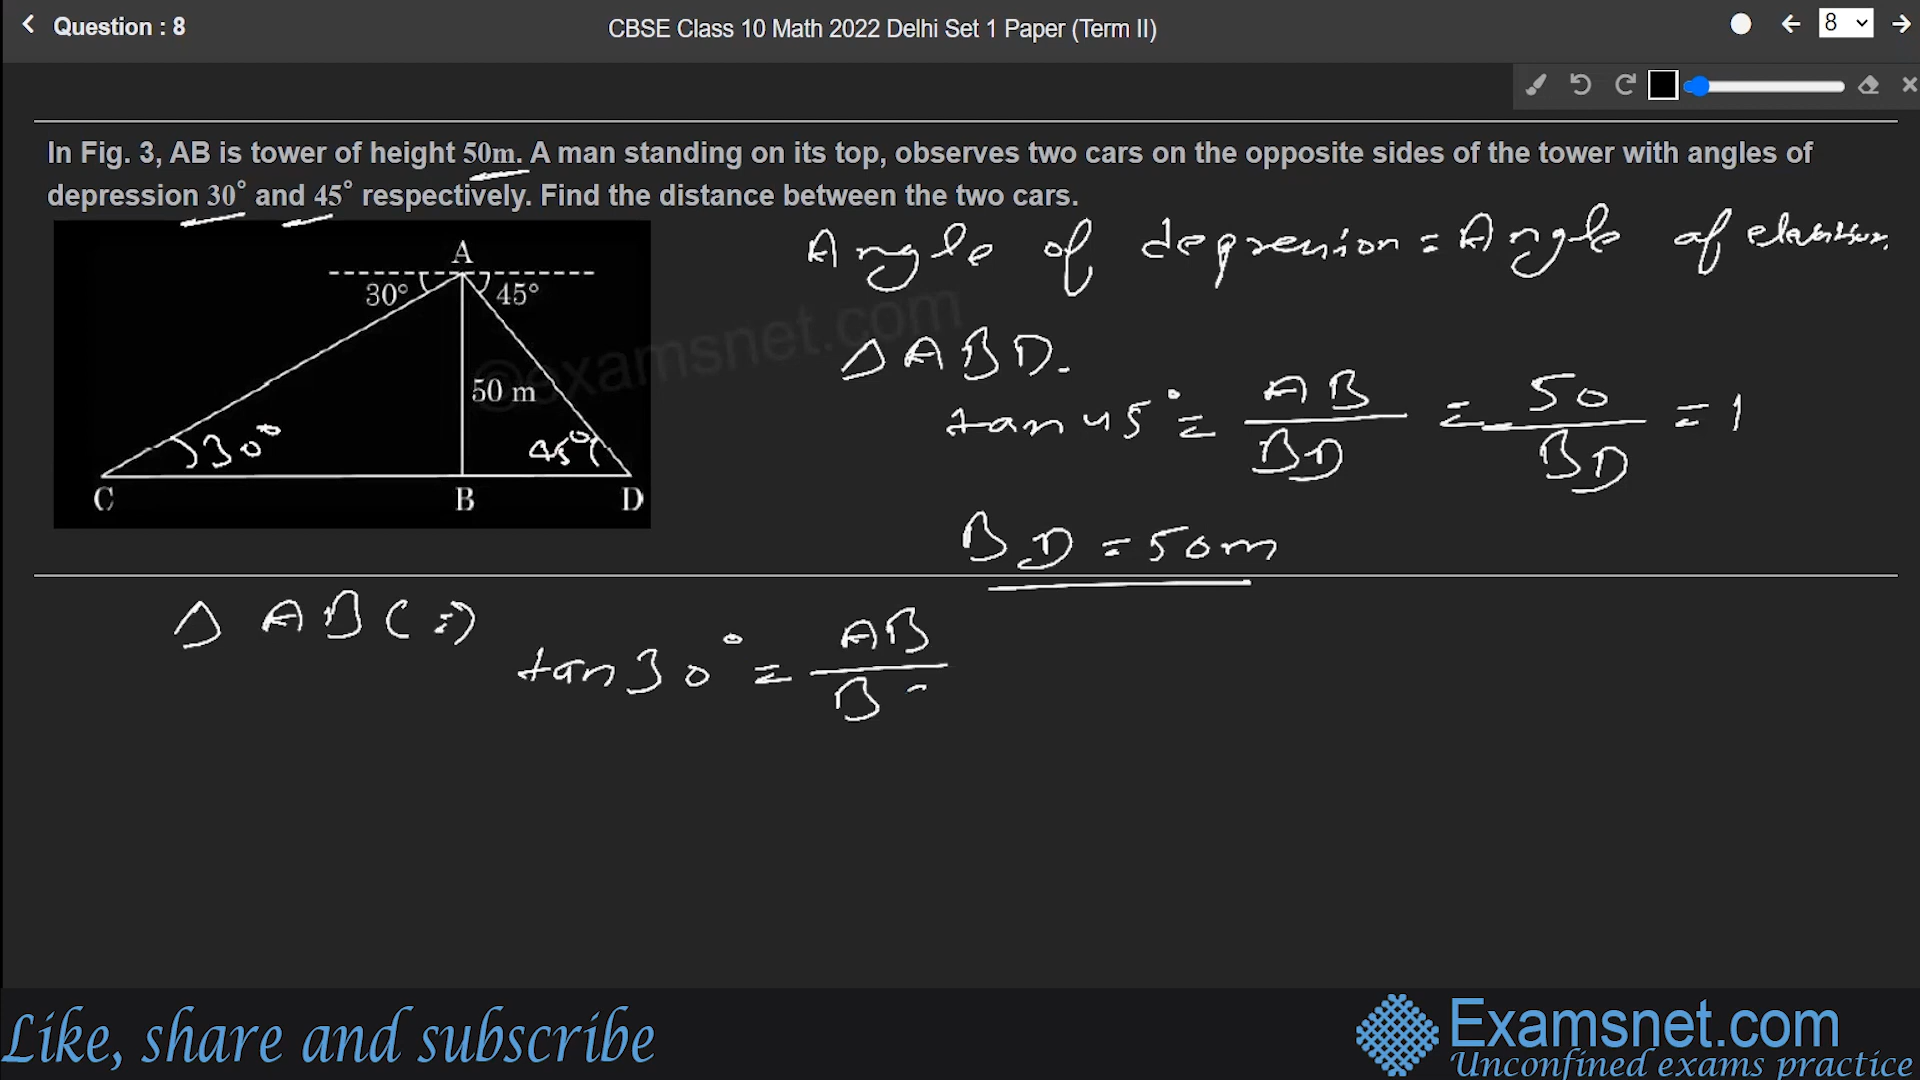 Question : 8
CBSE Class 10 Math 2022 Delhi Set 1 Paper (Term II)
8
In Fig. 3, AB is tower of height 50m. A man standing on its top, observes two cars on the opposite sides of the tower with angles of
depression 30° and 45° respectively. Find the distance between the two cars.
Angle of depression = Angle of
A
30° 45°
©examsnet.com
50 m
30° 45°
C B D
Δ ABD.
tan 45° = AB/BD = 50/BD = 1
BD = 50m
Δ ABC ⇒)
tan 30° = AB/B
Like, share and subscribe
Examsnet.com
Unconfined exams practice